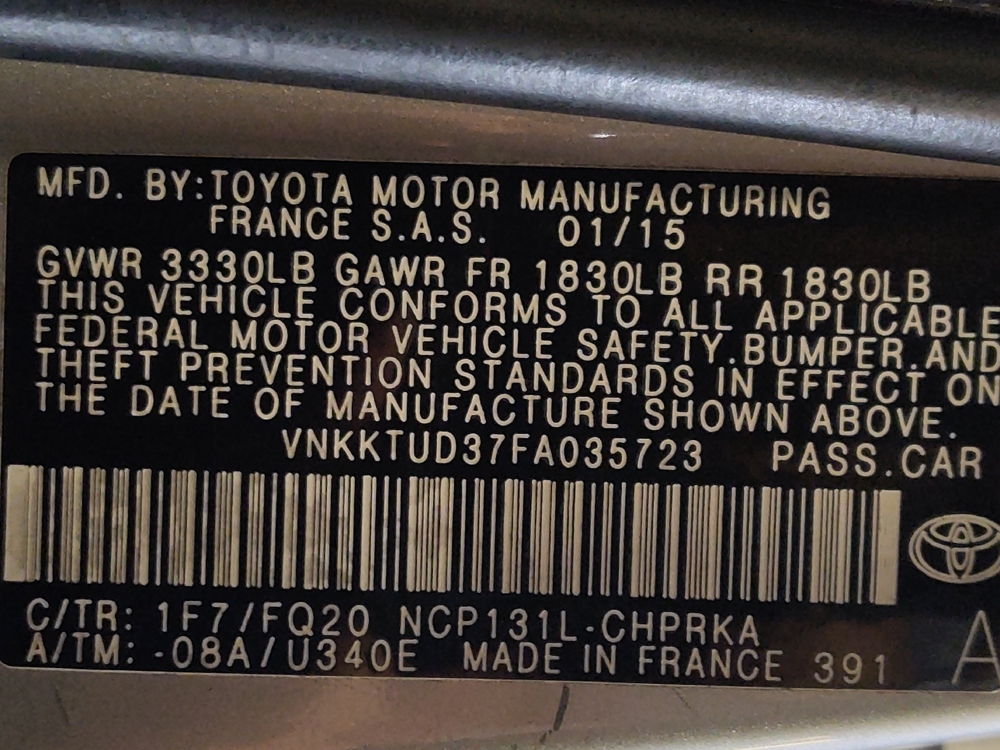 MFD. BY:TOYOTA MOTOR MANUFACTURING
FRANCE S.A.S. 01/15
GVWR 3330LB GAWR FR 1830LB RR 1830LB
THIS VEHICLE CONFORMS TO ALL APPLICABLE
FEDERAL MOTOR VEHICLE SAFETY.BUMPER.AND
THEFT PREVENTION STANDARDS IN EFFECT ON
THE DATE OF MANUFACTURE SHOWN ABOVE.
VNKKTUD37FA035723 PASS.CAR
C/TR: 1F7/FQ20 NCP131L-CHPRKA
A/TM: -08A/U340E MADE IN FRANCE 391
A